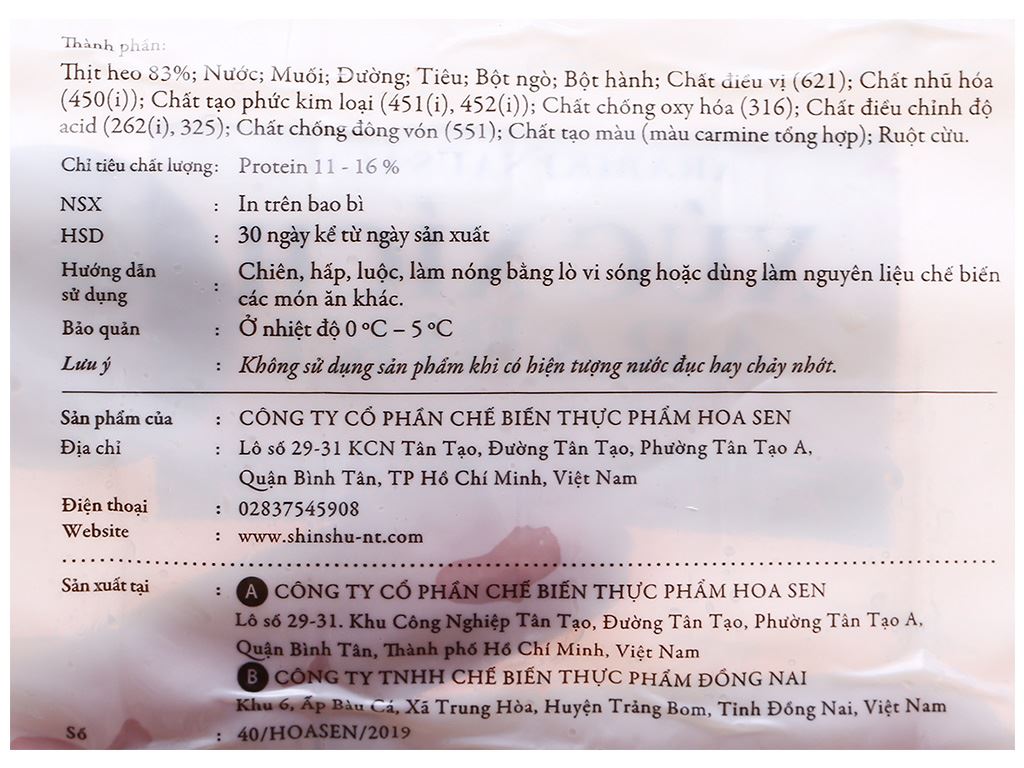 Thành phần:
Thịt heo 83%; Nước; Muối; Đường; Tiêu; Bột ngò; Bột hành; Chất điều vị (621); Chất nhũ hóa
(450(i)); Chất tạo phức kim loại (451(i), 452(i)); Chất chống oxy hóa (316); Chất điều chỉnh độ
acid (262(i), 325); Chất chống đông vón (551); Chất tạo màu (màu carmine tổng hợp); Ruột cừu.
Chỉ tiêu chất lượng: Protein 11 - 16 %
NSX : In trên bao bì
HSD : 30 ngày kể từ ngày sản xuất
Hướng dẫn sử dụng : Chiên, hấp, luộc, làm nóng bằng lò vi sóng hoặc dùng làm nguyên liệu chế biến
các món ăn khác.
Bảo quản : Ở nhiệt độ 0 ºC – 5 ºC
Lưu ý : Không sử dụng sản phẩm khi có hiện tượng nước đục hay chảy nhớt.
Sản phẩm của : CÔNG TY CỔ PHẦN CHẾ BIẾN THỰC PHẨM HOA SEN
Địa chỉ : Lô số 29-31 KCN Tân Tạo, Đường Tân Tạo, Phường Tân Tạo A,
Quận Bình Tân, TP Hồ Chí Minh, Việt Nam
Điện thoại : 02837545908
Website : www.shinshu-nt.com
Sản xuất tại : A CÔNG TY CỔ PHẦN CHẾ BIẾN THỰC PHẨM HOA SEN
Lô số 29-31. Khu Công Nghiệp Tân Tạo, Đường Tân Tạo, Phường Tân Tạo A,
Quận Bình Tân, Thành phố Hồ Chí Minh, Việt Nam
B CÔNG TY TNHH CHẾ BIẾN THỰC PHẨM ĐỒNG NAI
Khu 6, Ấp Bàu Cá, Xã Trung Hòa, Huyện Trảng Bom, Tỉnh Đồng Nai, Việt Nam
Số : 40/HOASEN/2019